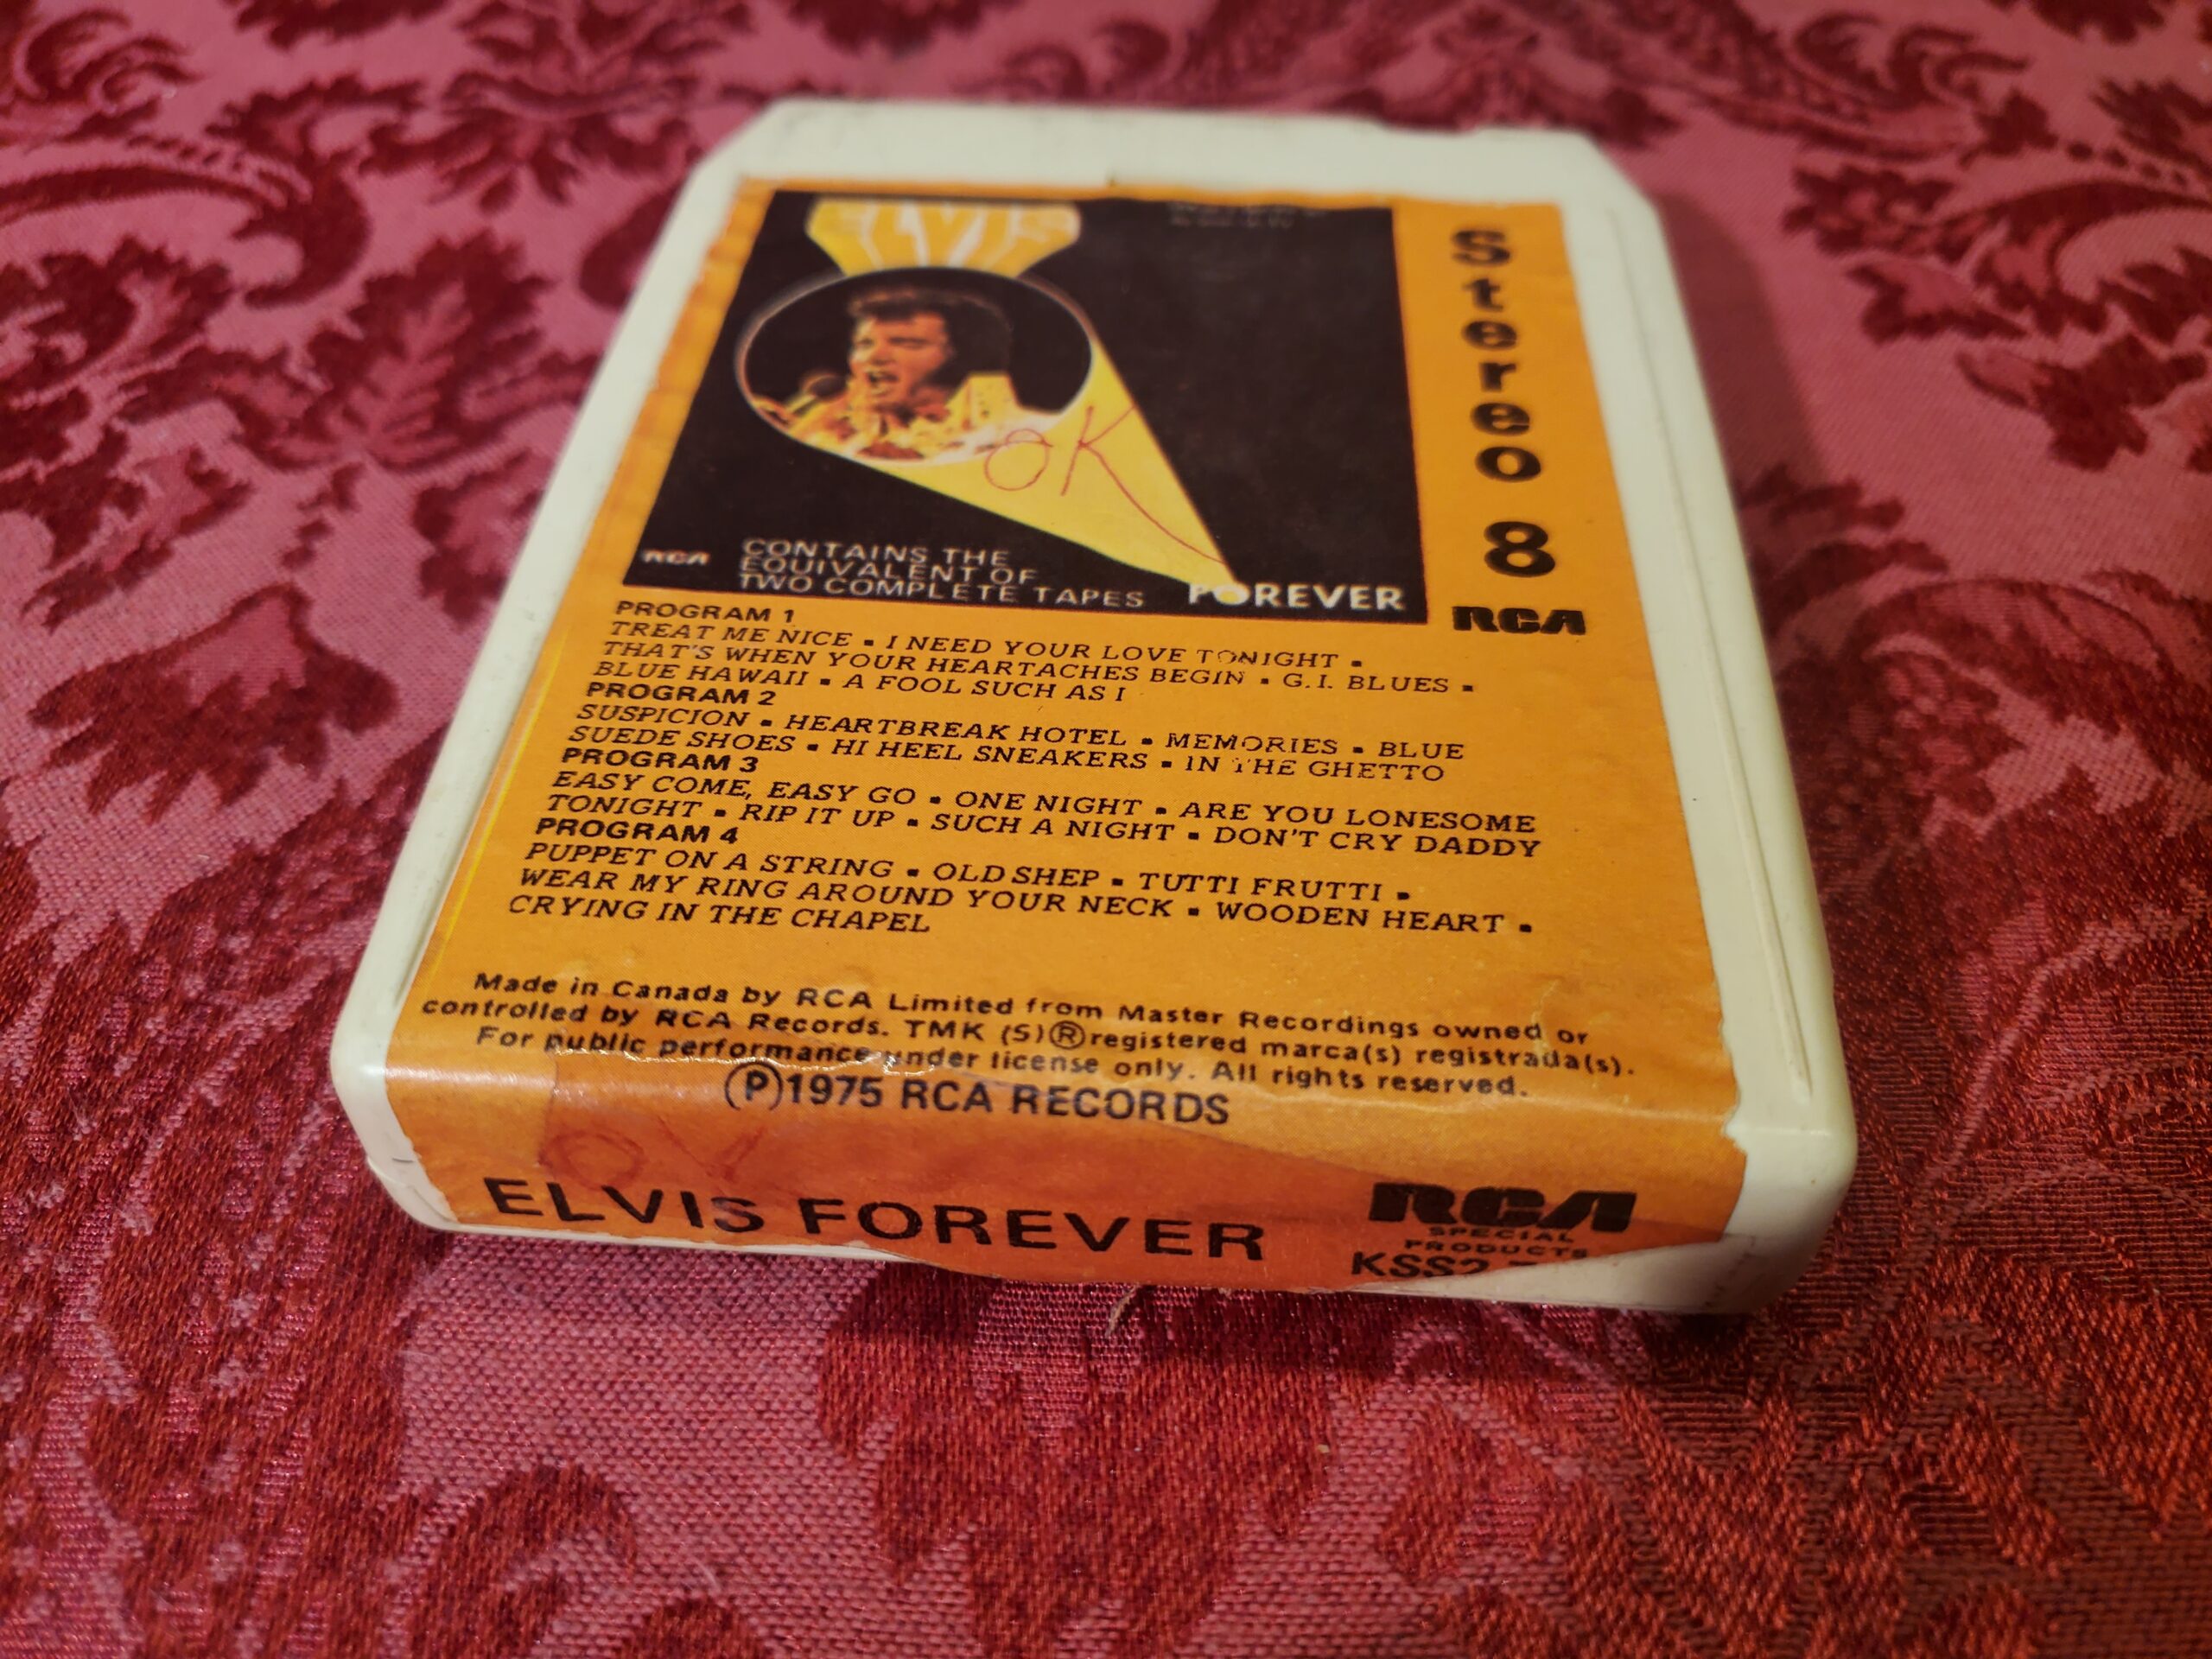 ELVIS
Stereo 8
RCA
OK
RCA
CONTAINS THE
EQUIVALENT OF
TWO COMPLETE TAPES
FOREVER
PROGRAM 1
TREAT ME NICE ▪ I NEED YOUR LOVE TONIGHT ▪
THAT'S WHEN YOUR HEARTACHES BEGIN ▪ G.I. BLUES ▪
BLUE HAWAII ▪ A FOOL SUCH AS I
PROGRAM 2
SUSPICION ▪ HEARTBREAK HOTEL ▪ MEMORIES ▪ BLUE
SUEDE SHOES ▪ HI HEEL SNEAKERS ▪ IN THE GHETTO
PROGRAM 3
EASY COME, EASY GO ▪ ONE NIGHT ▪ ARE YOU LONESOME
TONIGHT ▪ RIP IT UP ▪ SUCH A NIGHT ▪ DON'T CRY DADDY
PROGRAM 4
PUPPET ON A STRING ▪ OLD SHEP ▪ TUTTI FRUTTI ▪
WEAR MY RING AROUND YOUR NECK ▪ WOODEN HEART ▪
CRYING IN THE CHAPEL
Made in Canada by RCA Limited from Master Recordings owned or
controlled by RCA Records. TMK (S)® registered marca(s) registrada(s).
For public performance under license only. All rights reserved.
Ⓟ1975 RCA RECORDS
OK
ELVIS FOREVER
RCA
SPECIAL
PRODUCTS
KSS2